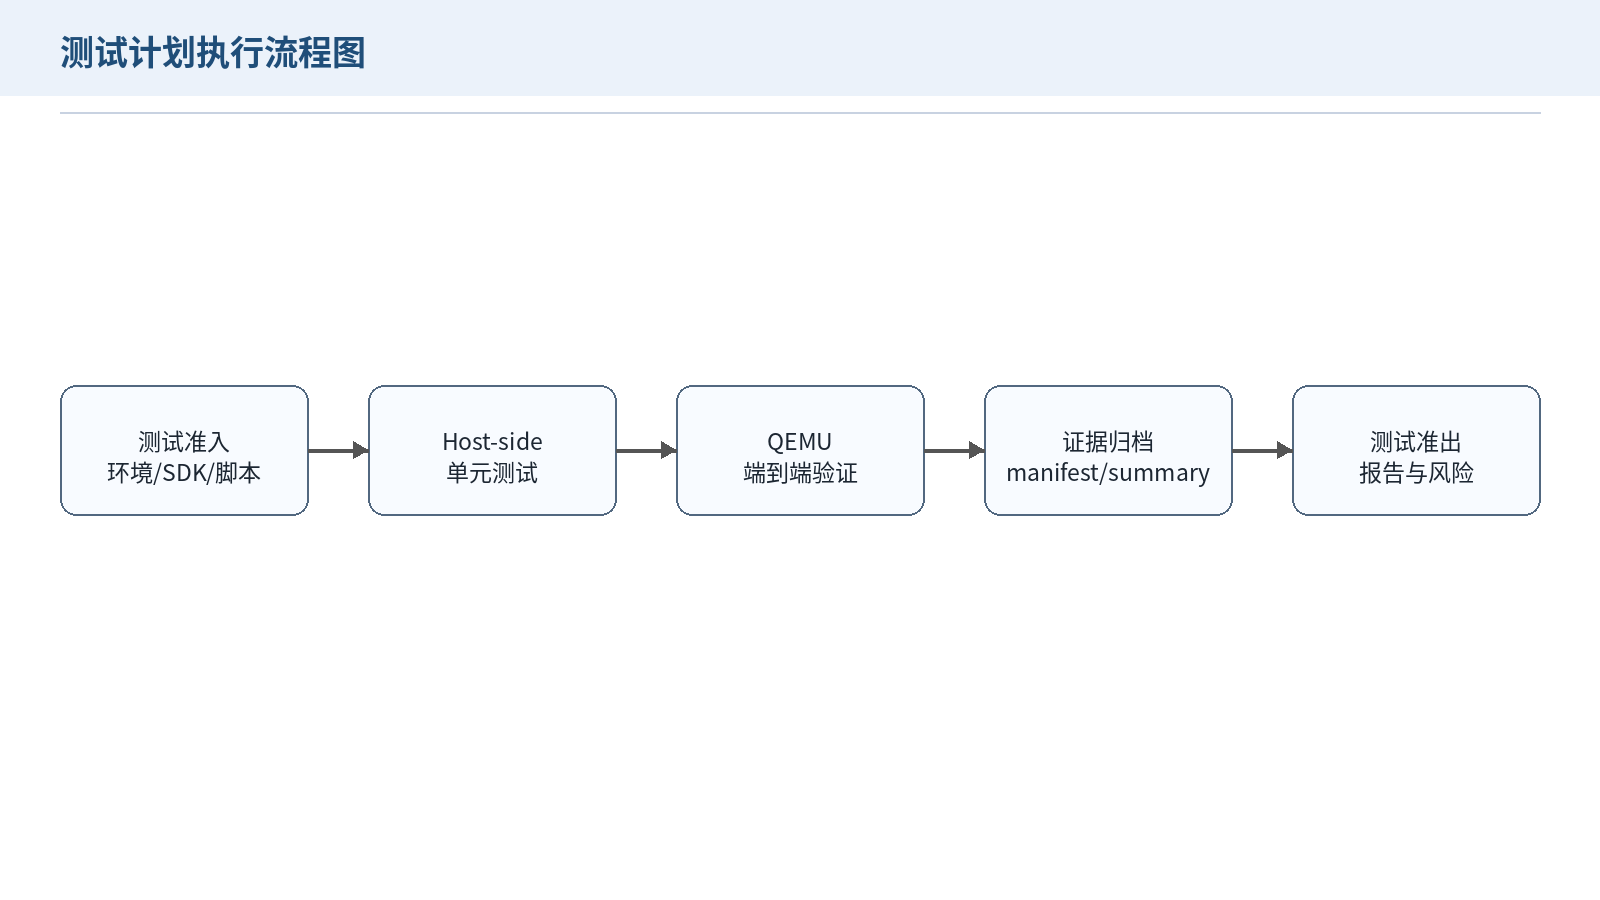 测试计划执行流程图
测试准入
环境/SDK/脚本
Host-side
单元测试
QEMU
端到端验证
证据归档
manifest/summary
测试准出
报告与风险